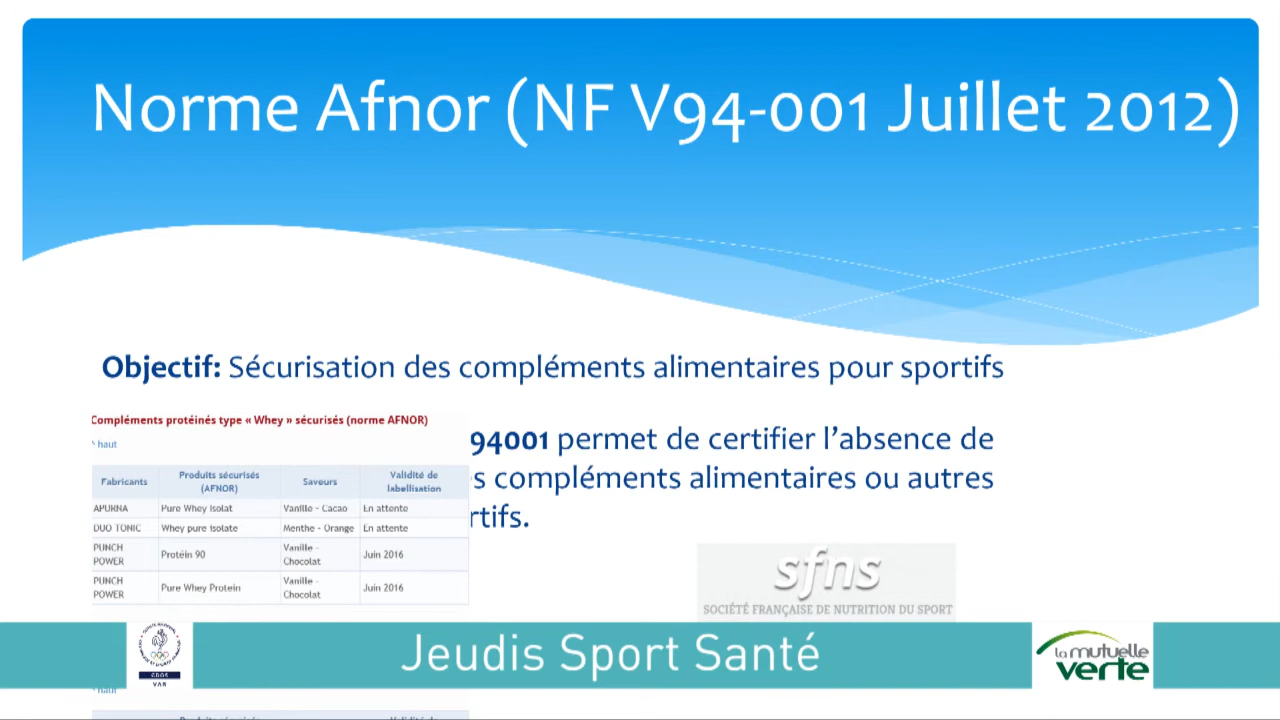 Norme Afnor (NF V94-001 Juillet 2012)
Objectif: Sécurisation des compléments alimentaires pour sportifs
Compléments protéinés type « Whey » sécurisés (norme AFNOR)
^ haut
94001 permet de certifier l’absence de
s compléments alimentaires ou autres
rtifs.
Fabricants Produits sécurisés (AFNOR) Saveurs Validité de labellisation
APURNA Pure Whey Isolat Vanille - Cacao En attente
DUO TONIC Whey pure isolate Menthe - Orange En attente
PUNCH POWER Protéin 90 Vanille - Chocolat Juin 2016
PUNCH POWER Pure Whey Protein Vanille - Chocolat Juin 2016
sfns
SOCIÉTÉ FRANÇAISE DE NUTRITION DU SPORT
CDOS
VAR
Jeudis Sport Santé
la mutuelle
verte
^ haut